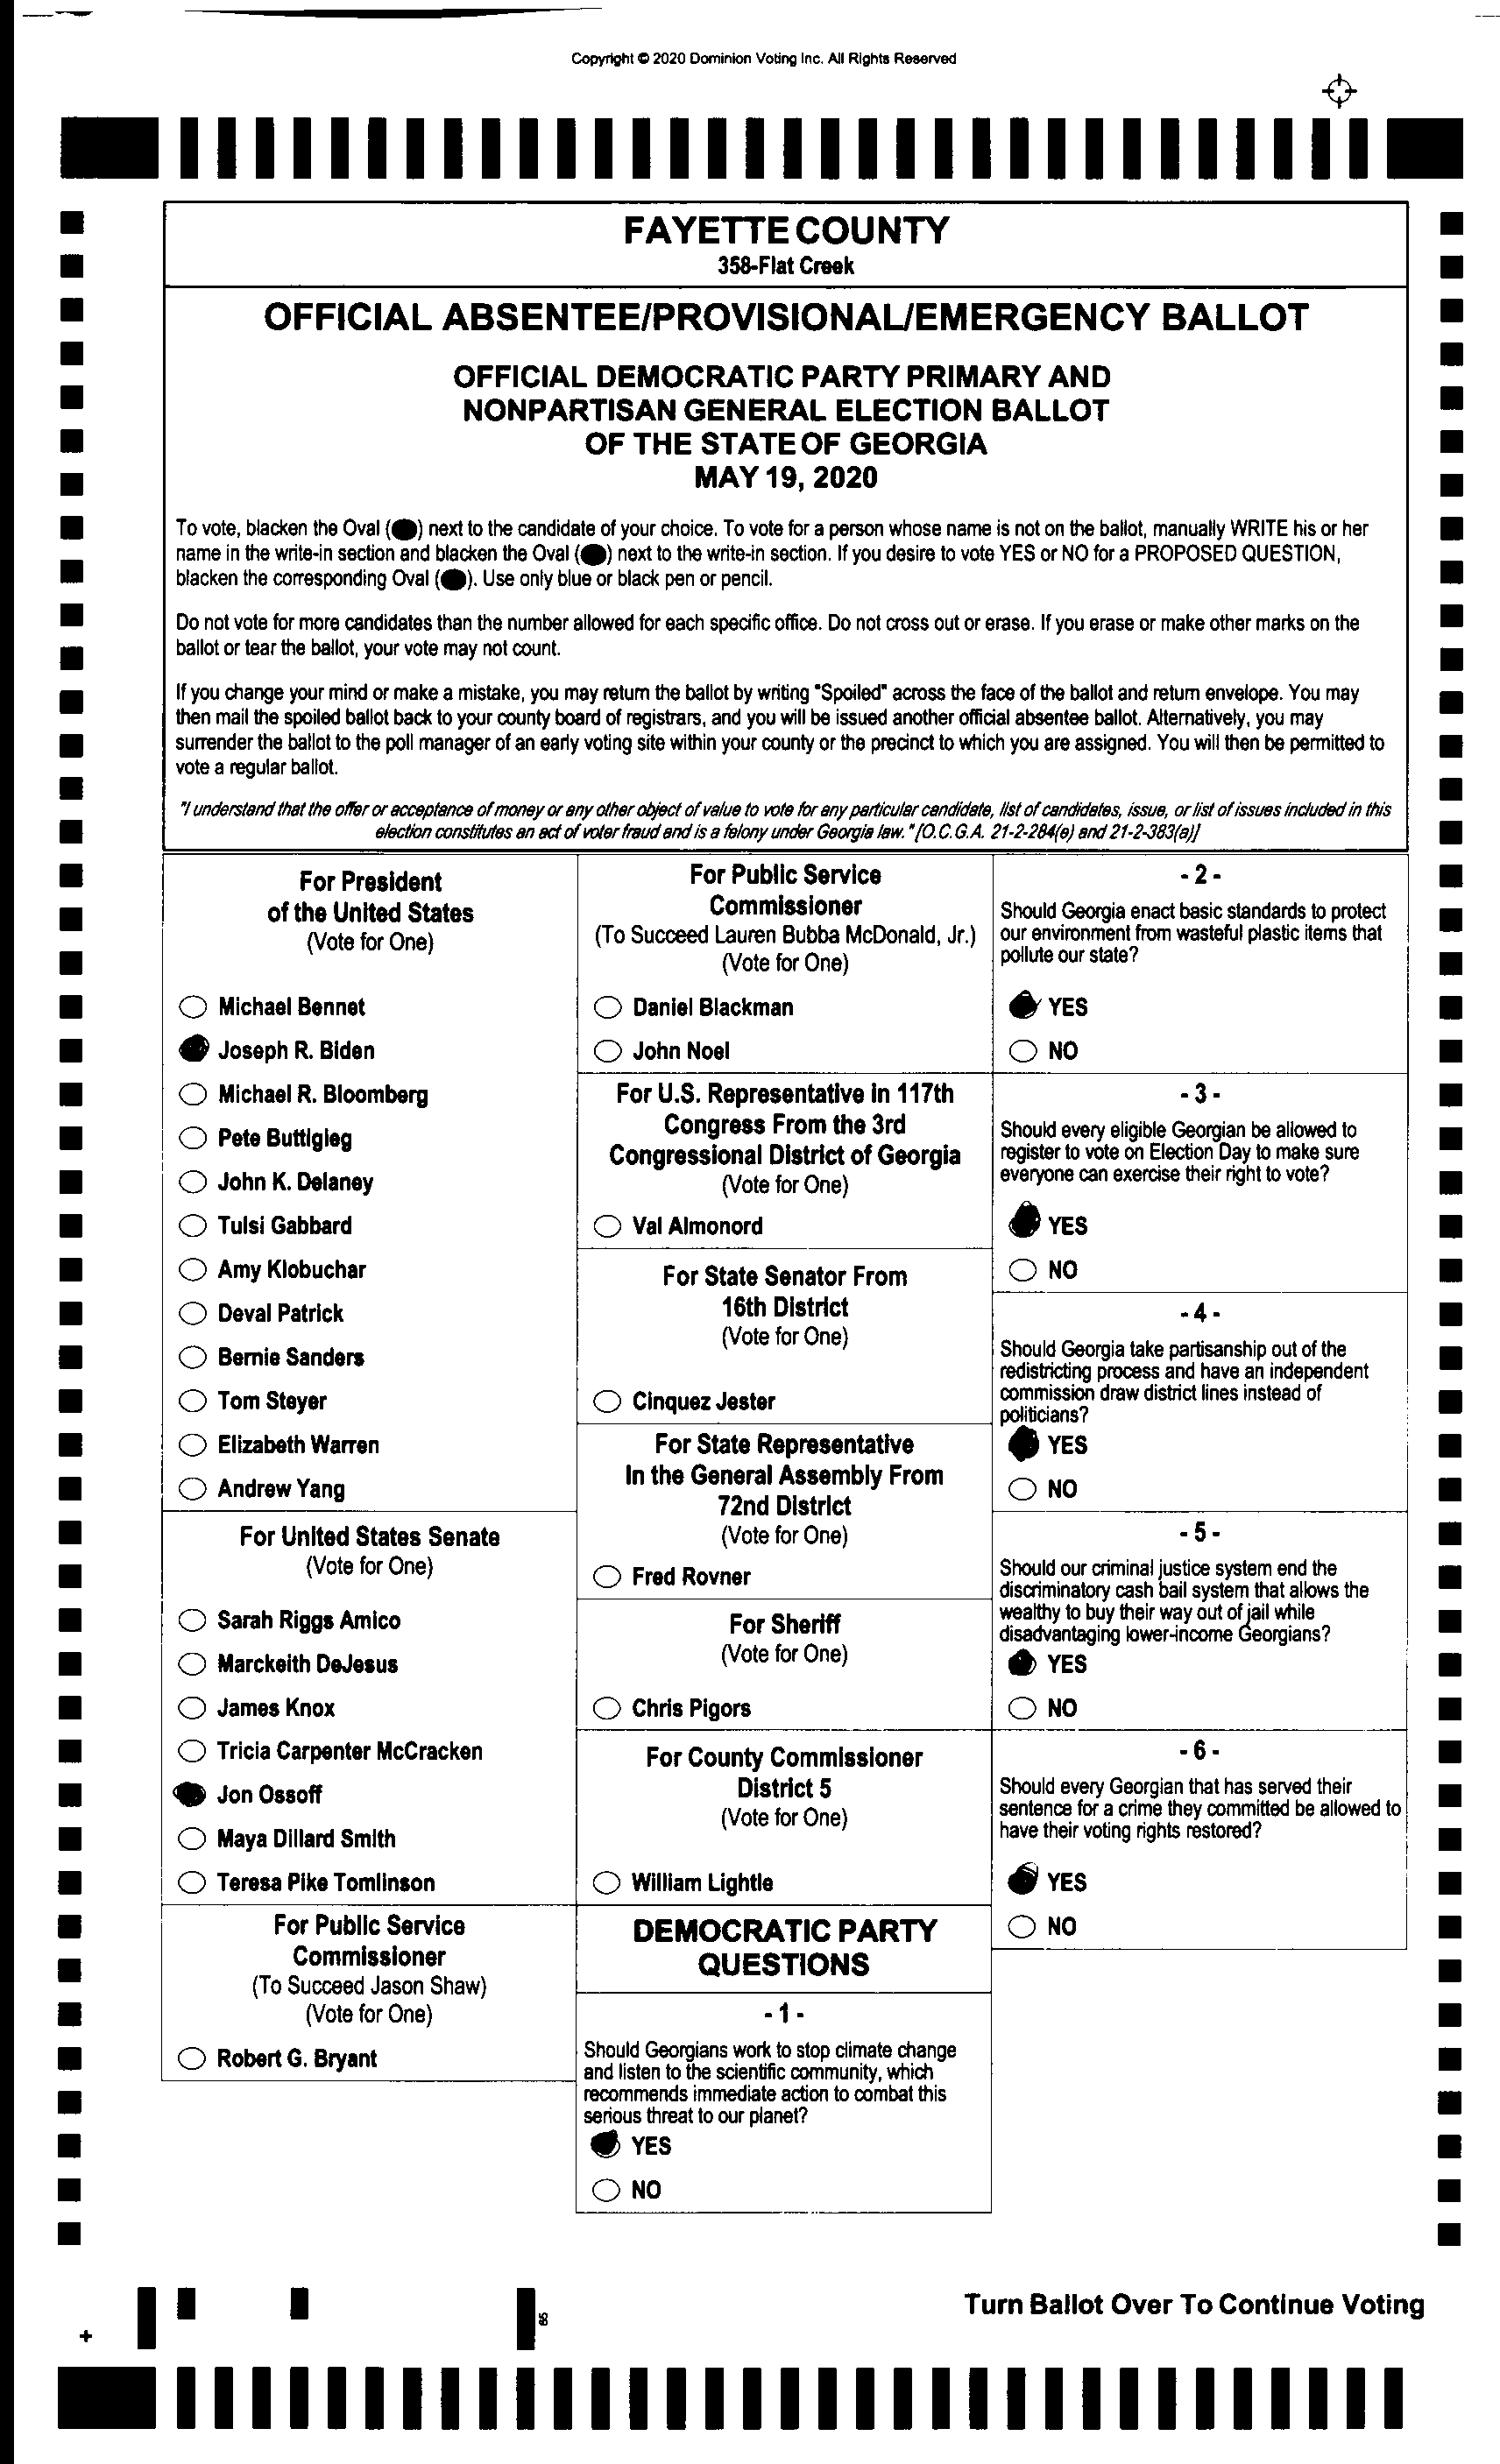 Copyright © 2020 Dominion Voting Inc. All Rights Reserved
FAYETTE COUNTY
358-Flat Creek
OFFICIAL ABSENTEE/PROVISIONAL/EMERGENCY BALLOT
OFFICIAL DEMOCRATIC PARTY PRIMARY AND
NONPARTISAN GENERAL ELECTION BALLOT
OF THE STATE OF GEORGIA
MAY 19, 2020
To vote, blacken the Oval ( ) next to the candidate of your choice. To vote for a person whose name is not on the ballot, manually WRITE his or her
name in the write-in section and blacken the Oval ( ) next to the write-in section. If you desire to vote YES or NO for a PROPOSED QUESTION,
blacken the corresponding Oval ( ). Use only blue or black pen or pencil.
Do not vote for more candidates than the number allowed for each specific office. Do not cross out or erase. If you erase or make other marks on the
ballot or tear the ballot, your vote may not count.
If you change your mind or make a mistake, you may return the ballot by writing "Spoiled" across the face of the ballot and return envelope. You may
then mail the spoiled ballot back to your county board of registrars, and you will be issued another official absentee ballot. Alternatively, you may
surrender the ballot to the poll manager of an early voting site within your county or the precinct to which you are assigned. You will then be permitted to
vote a regular ballot.
"I understand that the offer or acceptance of money or any other object of value to vote for any particular candidate, list of candidates, issue, or list of issues included in this
election constitutes an act of voter fraud and is a felony under Georgia law." [O.C.G.A. 21-2-284(e) and 21-2-383(a)]
For President
of the United States
(Vote for One)
Michael Bennet
Joseph R. Biden
Michael R. Bloomberg
Pete Buttigieg
John K. Delaney
Tulsi Gabbard
Amy Klobuchar
Deval Patrick
Bernie Sanders
Tom Steyer
Elizabeth Warren
Andrew Yang
For United States Senate
(Vote for One)
Sarah Riggs Amico
Marckeith DeJesus
James Knox
Tricia Carpenter McCracken
Jon Ossoff
Maya Dillard Smith
Teresa Pike Tomlinson
For Public Service
Commissioner
(To Succeed Jason Shaw)
(Vote for One)
Robert G. Bryant
For Public Service
Commissioner
(To Succeed Lauren Bubba McDonald, Jr.)
(Vote for One)
Daniel Blackman
John Noel
For U.S. Representative in 117th
Congress From the 3rd
Congressional District of Georgia
(Vote for One)
Val Almonord
For State Senator From
16th District
(Vote for One)
Cinquez Jester
For State Representative
In the General Assembly From
72nd District
(Vote for One)
Fred Rovner
For Sheriff
(Vote for One)
Chris Pigors
For County Commissioner
District 5
(Vote for One)
William Lightle
DEMOCRATIC PARTY
QUESTIONS
- 1 -
Should Georgians work to stop climate change
and listen to the scientific community, which
recommends immediate action to combat this
serious threat to our planet?
YES
NO
- 2 -
Should Georgia enact basic standards to protect
our environment from wasteful plastic items that
pollute our state?
YES
NO
- 3 -
Should every eligible Georgian be allowed to
register to vote on Election Day to make sure
everyone can exercise their right to vote?
YES
NO
- 4 -
Should Georgia take partisanship out of the
redistricting process and have an independent
commission draw district lines instead of
politicians?
YES
NO
- 5 -
Should our criminal justice system end the
discriminatory cash bail system that allows the
wealthy to buy their way out of jail while
disadvantaging lower-income Georgians?
YES
NO
- 6 -
Should every Georgian that has served their
sentence for a crime they committed be allowed to
have their voting rights restored?
YES
NO
Turn Ballot Over To Continue Voting